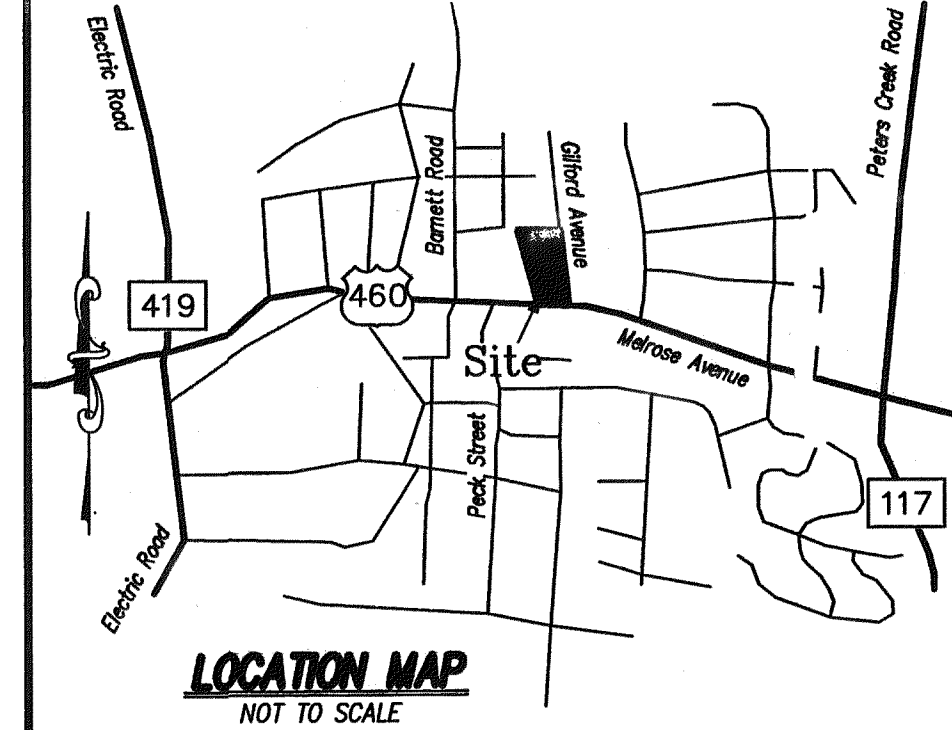 Electric Road
Peters Creek Road
Barnett Road
Gilford Avenue
419
460
Site
Melrose Avenue
Peck Street
117
Electric Road
LOCATION MAP
NOT TO SCALE